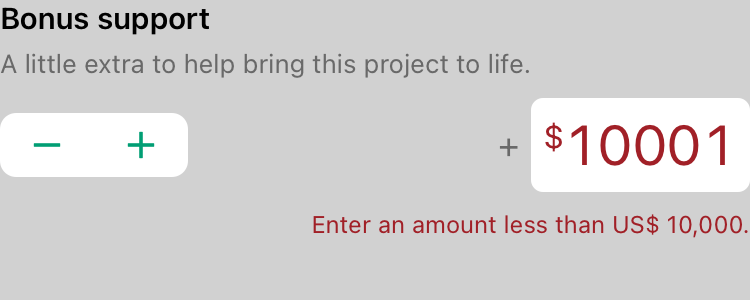 Bonus support
A little extra to help bring this project to life.
− + + $10001
Enter an amount less than US$ 10,000.